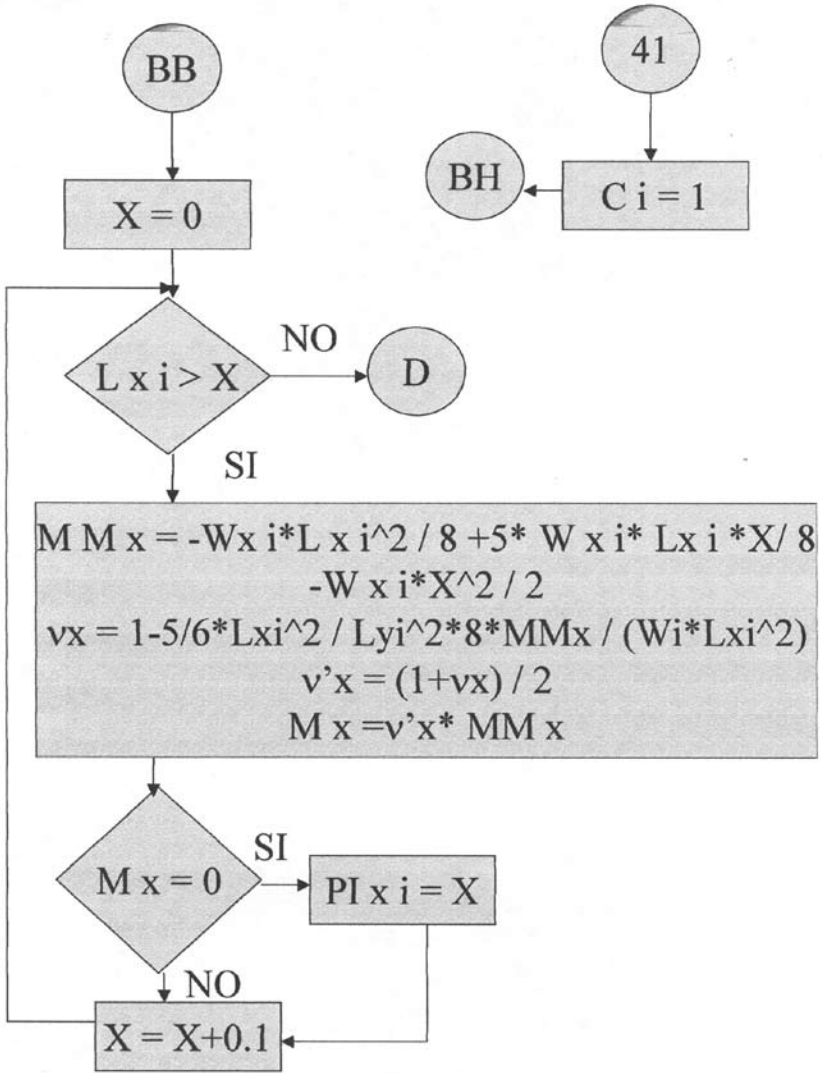 BB
41
X = 0
BH
C i = 1
L x i > X
NO
D
SI
M M x = -Wx i*L x i^2 / 8 +5* W x i* Lx i *X/ 8
-W x i*X^2 / 2
νx = 1-5/6*Lxi^2 / Lyi^2*8*MMx / (Wi*Lxi^2)
ν’x = (1+νx) / 2
M x =ν’x* MM x
M x = 0
SI
PI x i = X
NO
X = X+0.1